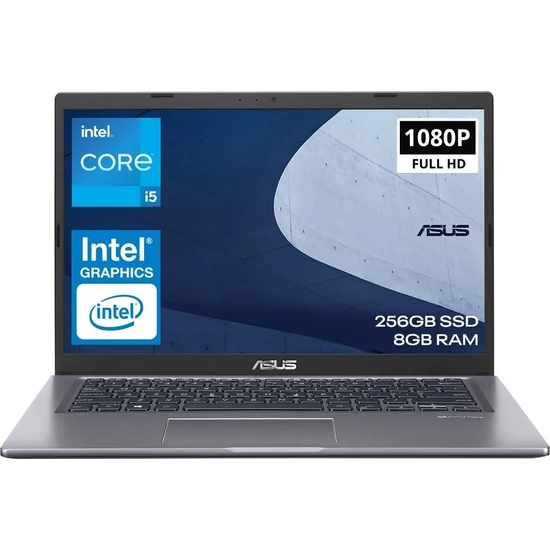 intel.
CORE
i5
Intel®
GRAPHICS
intel
1080P
FULL HD
ASUS
256GB SSD
8GB RAM
ASUS